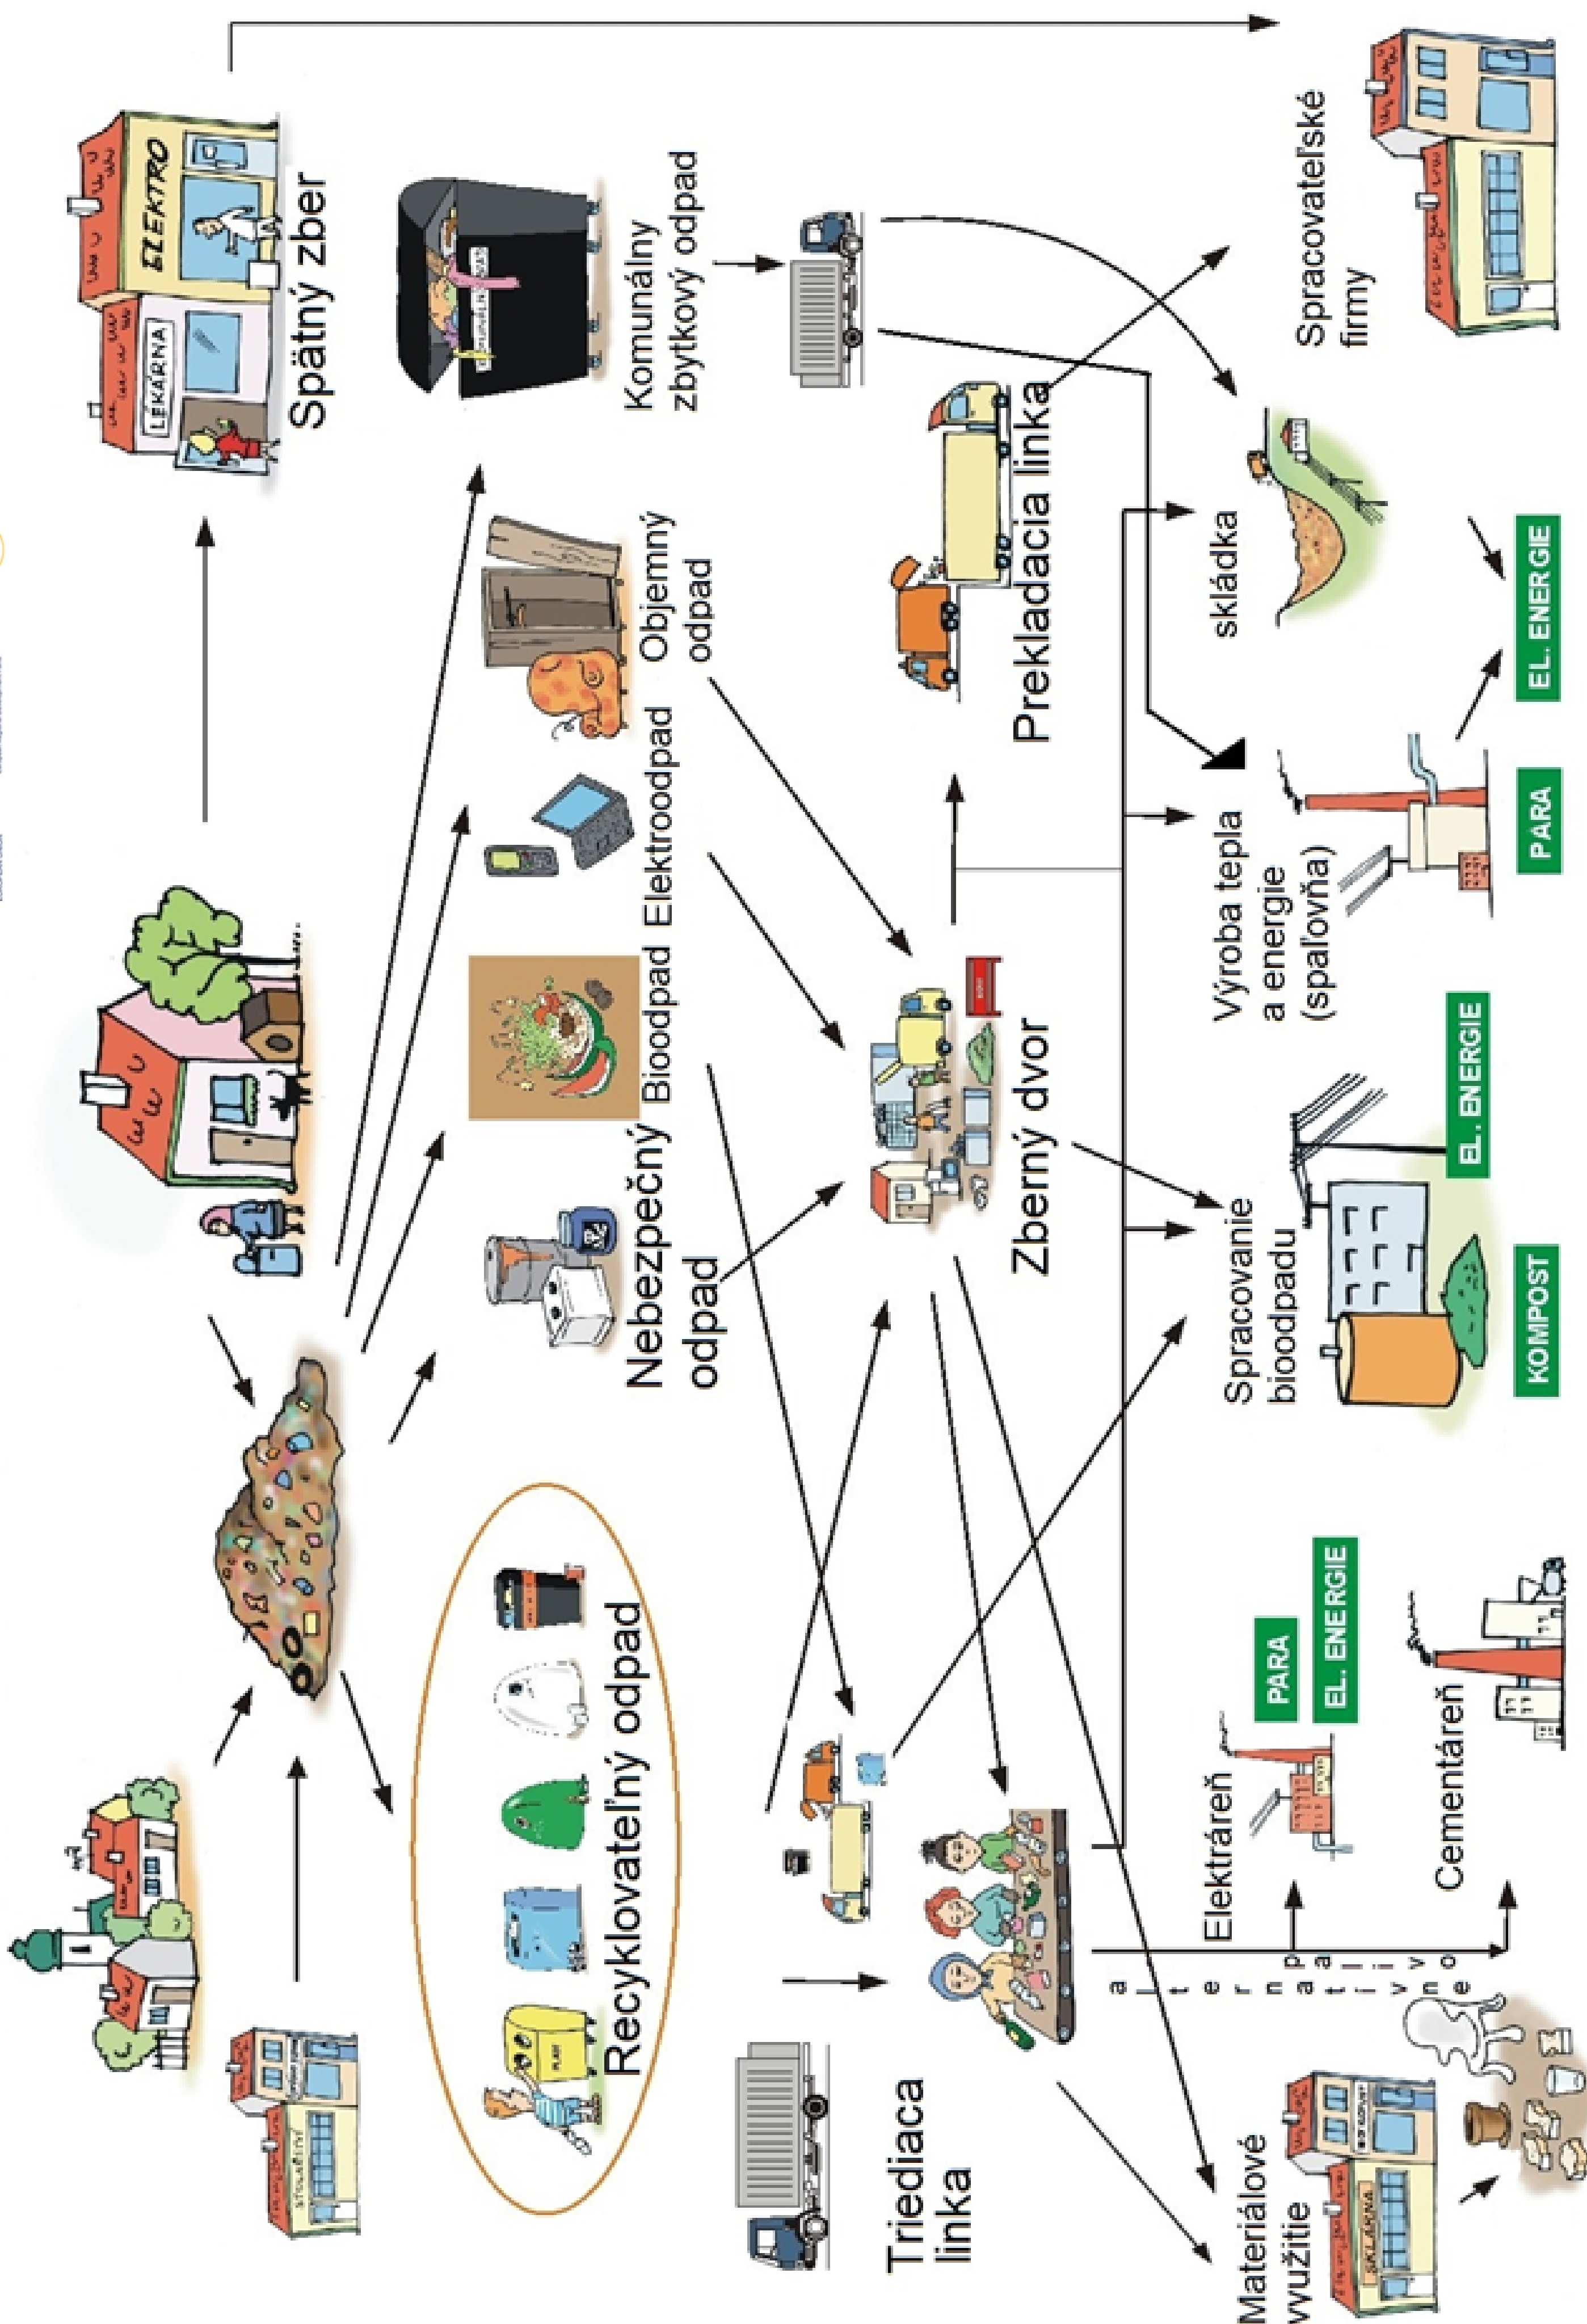 LÉKÁRNA
ELEKTRO
Spätný zber
Recyklovateľný odpad
Nebezpečný
odpad
Bioodpad
Elektroodpad
Objemný
odpad
Komunálny
zbytkový odpad
Triediaca
linka
Zberný dvor
Prekladacia linka
Materiálové
využitie
SKLÁRNA
alternatívne
palivo
Elektráreň
PARA
EL. ENERGIE
Cementáreň
Spracovanie
bioodpadu
KOMPOST
EL. ENERGIE
Výroba tepla
a energie
(spaľovňa)
PARA
skládka
EL. ENERGIE
Spracovateľské
firmy